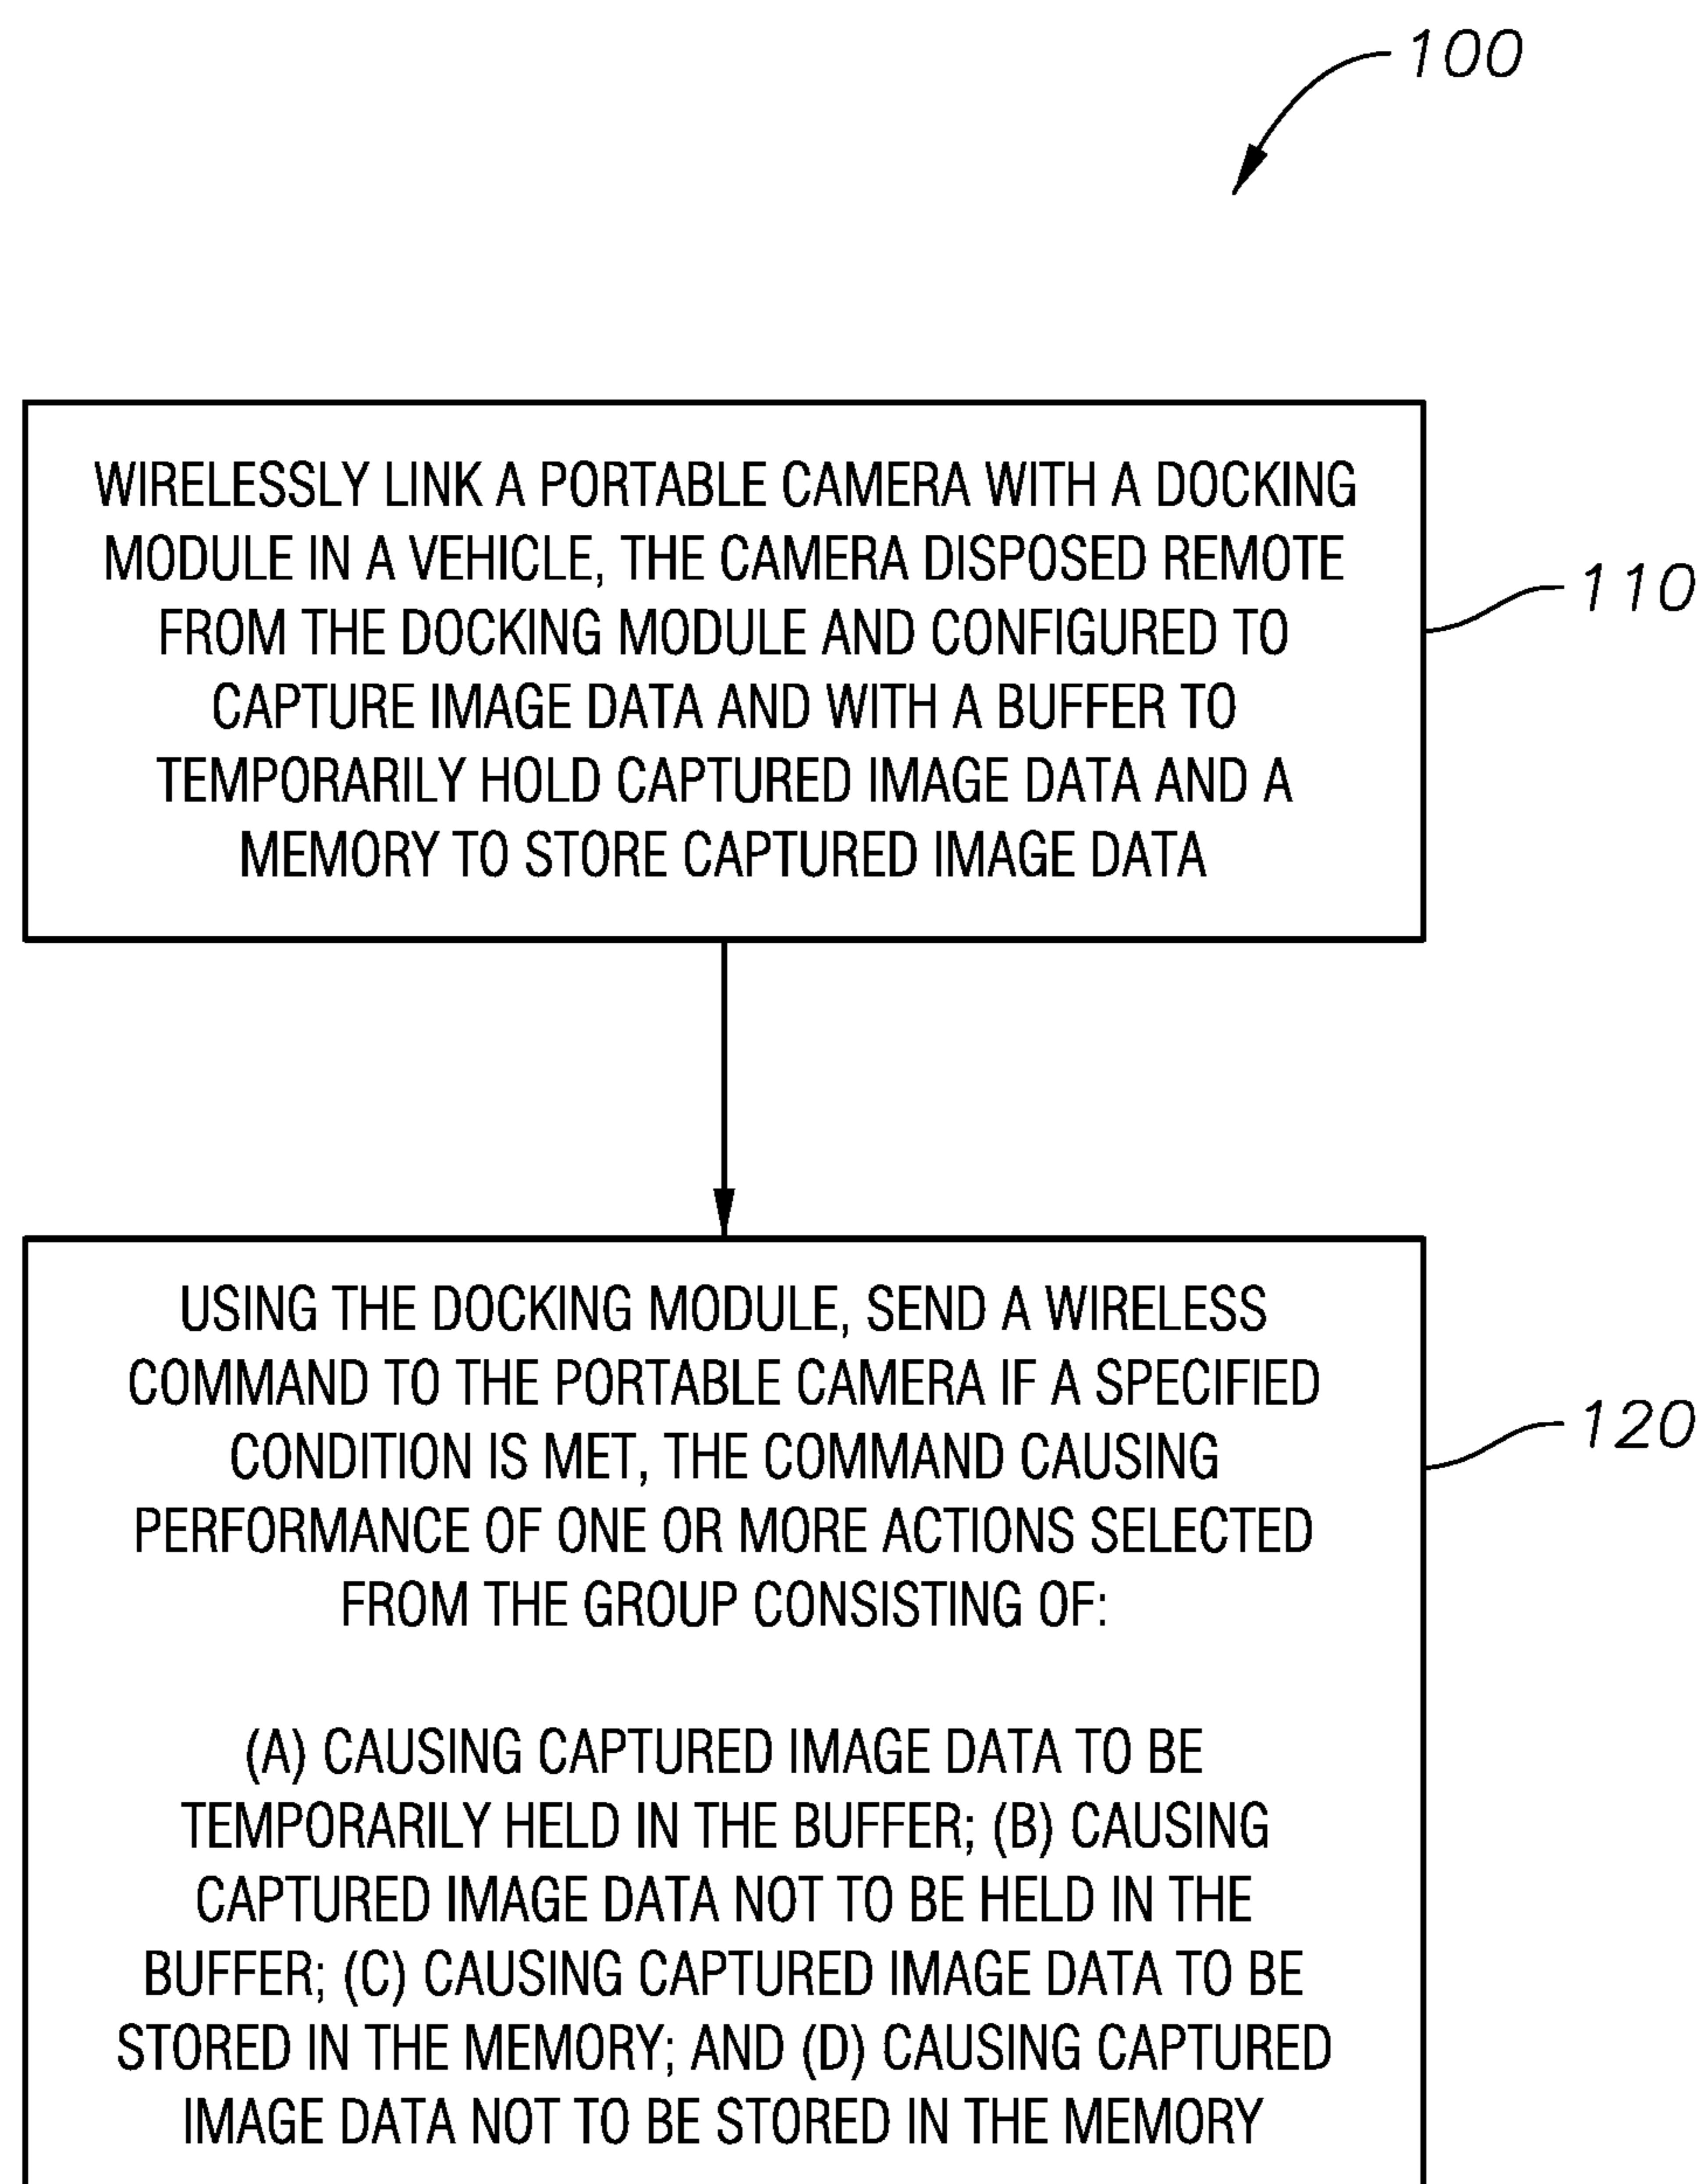 100
WIRELESSLY LINK A PORTABLE CAMERA WITH A DOCKING
MODULE IN A VEHICLE, THE CAMERA DISPOSED REMOTE
FROM THE DOCKING MODULE AND CONFIGURED TO
CAPTURE IMAGE DATA AND WITH A BUFFER TO
TEMPORARILY HOLD CAPTURED IMAGE DATA AND A
MEMORY TO STORE CAPTURED IMAGE DATA
110
USING THE DOCKING MODULE, SEND A WIRELESS
COMMAND TO THE PORTABLE CAMERA IF A SPECIFIED
CONDITION IS MET, THE COMMAND CAUSING
PERFORMANCE OF ONE OR MORE ACTIONS SELECTED
FROM THE GROUP CONSISTING OF:
(A) CAUSING CAPTURED IMAGE DATA TO BE
TEMPORARILY HELD IN THE BUFFER; (B) CAUSING
CAPTURED IMAGE DATA NOT TO BE HELD IN THE
BUFFER; (C) CAUSING CAPTURED IMAGE DATA TO BE
STORED IN THE MEMORY; AND (D) CAUSING CAPTURED
IMAGE DATA NOT TO BE STORED IN THE MEMORY
120